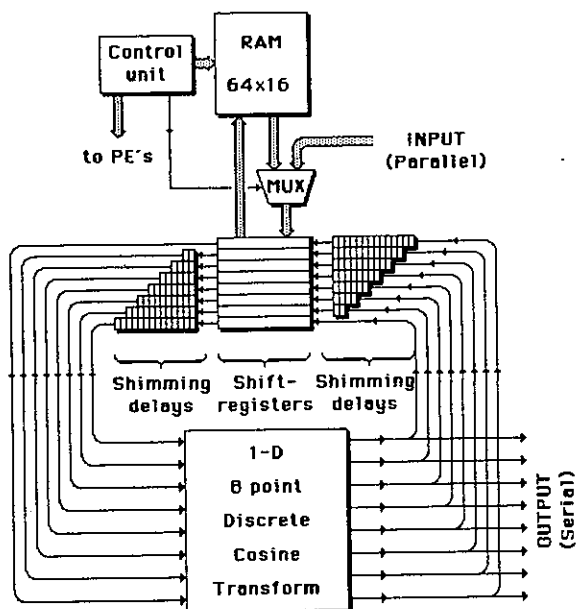 Control
unit
RAM
64x16
to PE's
INPUT
(Parallel)
MUX
Shimming
delays
Shift-
registers
Shimming
delays
1-D
8 point
Discrete
Cosine
Transform
OUTPUT
(Serial)